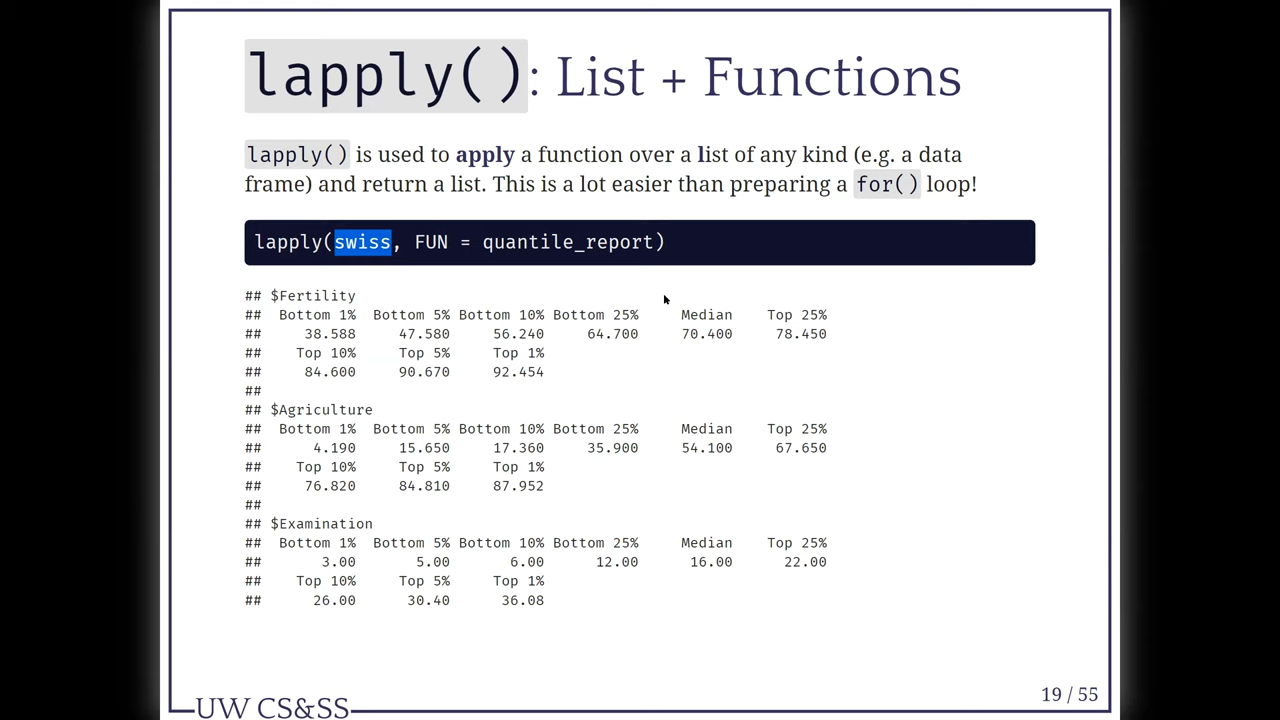 lapply(): List + Functions
lapply() is used to apply a function over a list of any kind (e.g. a data
frame) and return a list. This is a lot easier than preparing a for() loop!
lapply(swiss, FUN = quantile_report)
## $Fertility
##  Bottom 1%  Bottom 5% Bottom 10% Bottom 25%     Median    Top 25%
##     38.588     47.580     56.240     64.700     70.400     78.450
##    Top 10%     Top 5%     Top 1%
##     84.600     90.670     92.454
##
## $Agriculture
##  Bottom 1%  Bottom 5% Bottom 10% Bottom 25%     Median    Top 25%
##      4.190     15.650     17.360     35.900     54.100     67.650
##    Top 10%     Top 5%     Top 1%
##     76.820     84.810     87.952
##
## $Examination
##  Bottom 1%  Bottom 5% Bottom 10% Bottom 25%     Median    Top 25%
##       3.00       5.00       6.00      12.00      16.00      22.00
##    Top 10%     Top 5%     Top 1%
##      26.00      30.40      36.08
19 / 55
UW CS&SS